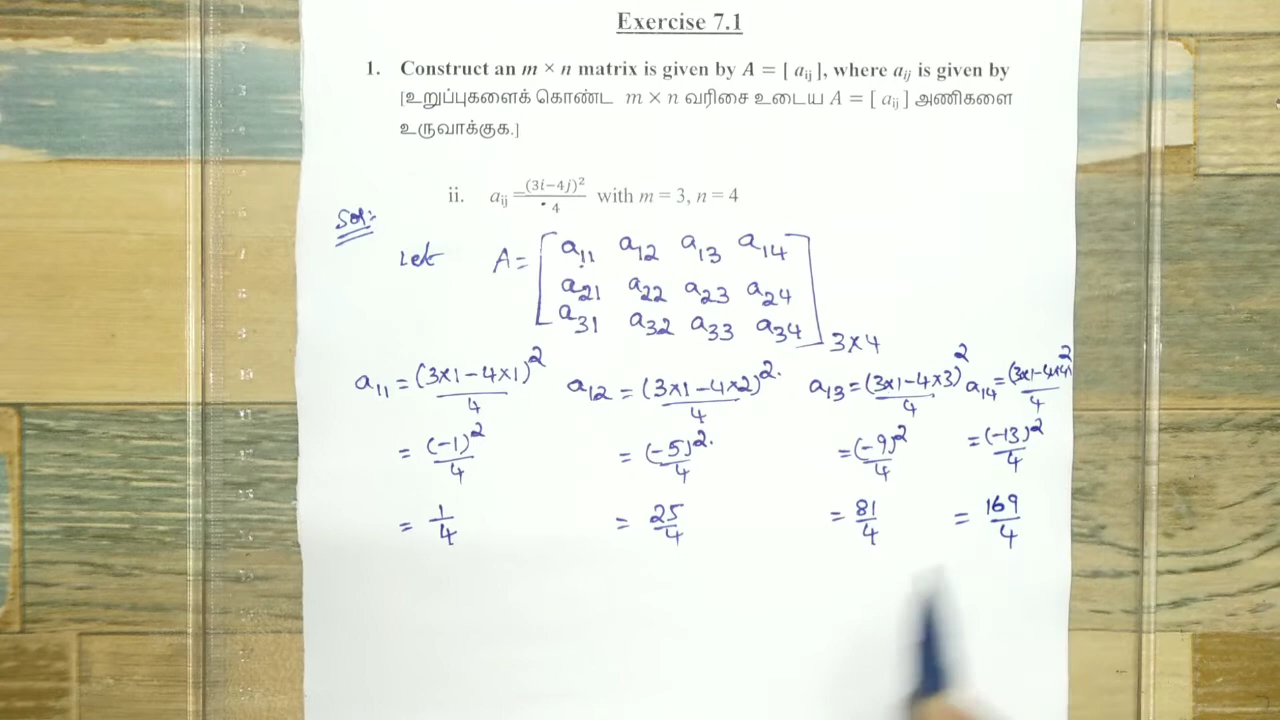 Exercise 7.1
1. Construct an m × n matrix is given by A = [ aij ], where aij is given by
[உறுப்புகளைக் கொண்ட m × n வரிசை உடைய A = [ aij ] அணிகளை
உருவாக்குக.]
ii. aij = (3i−4j)²/4 with m = 3, n = 4
Sol:-
Let A = [ a11 a12 a13 a14
a21 a22 a23 a24
a31 a32 a33 a34 ] 3×4
a11 = (3×1−4×1)²/4 a12 = (3×1−4×2)²/4 a13 = (3×1−4×3)²/4 a14 = (3×1−4×4)²/4
= (−1)²/4 = (−5)²/4 = (−9)²/4 = (−13)²/4
= 1/4 = 25/4 = 81/4 = 169/4